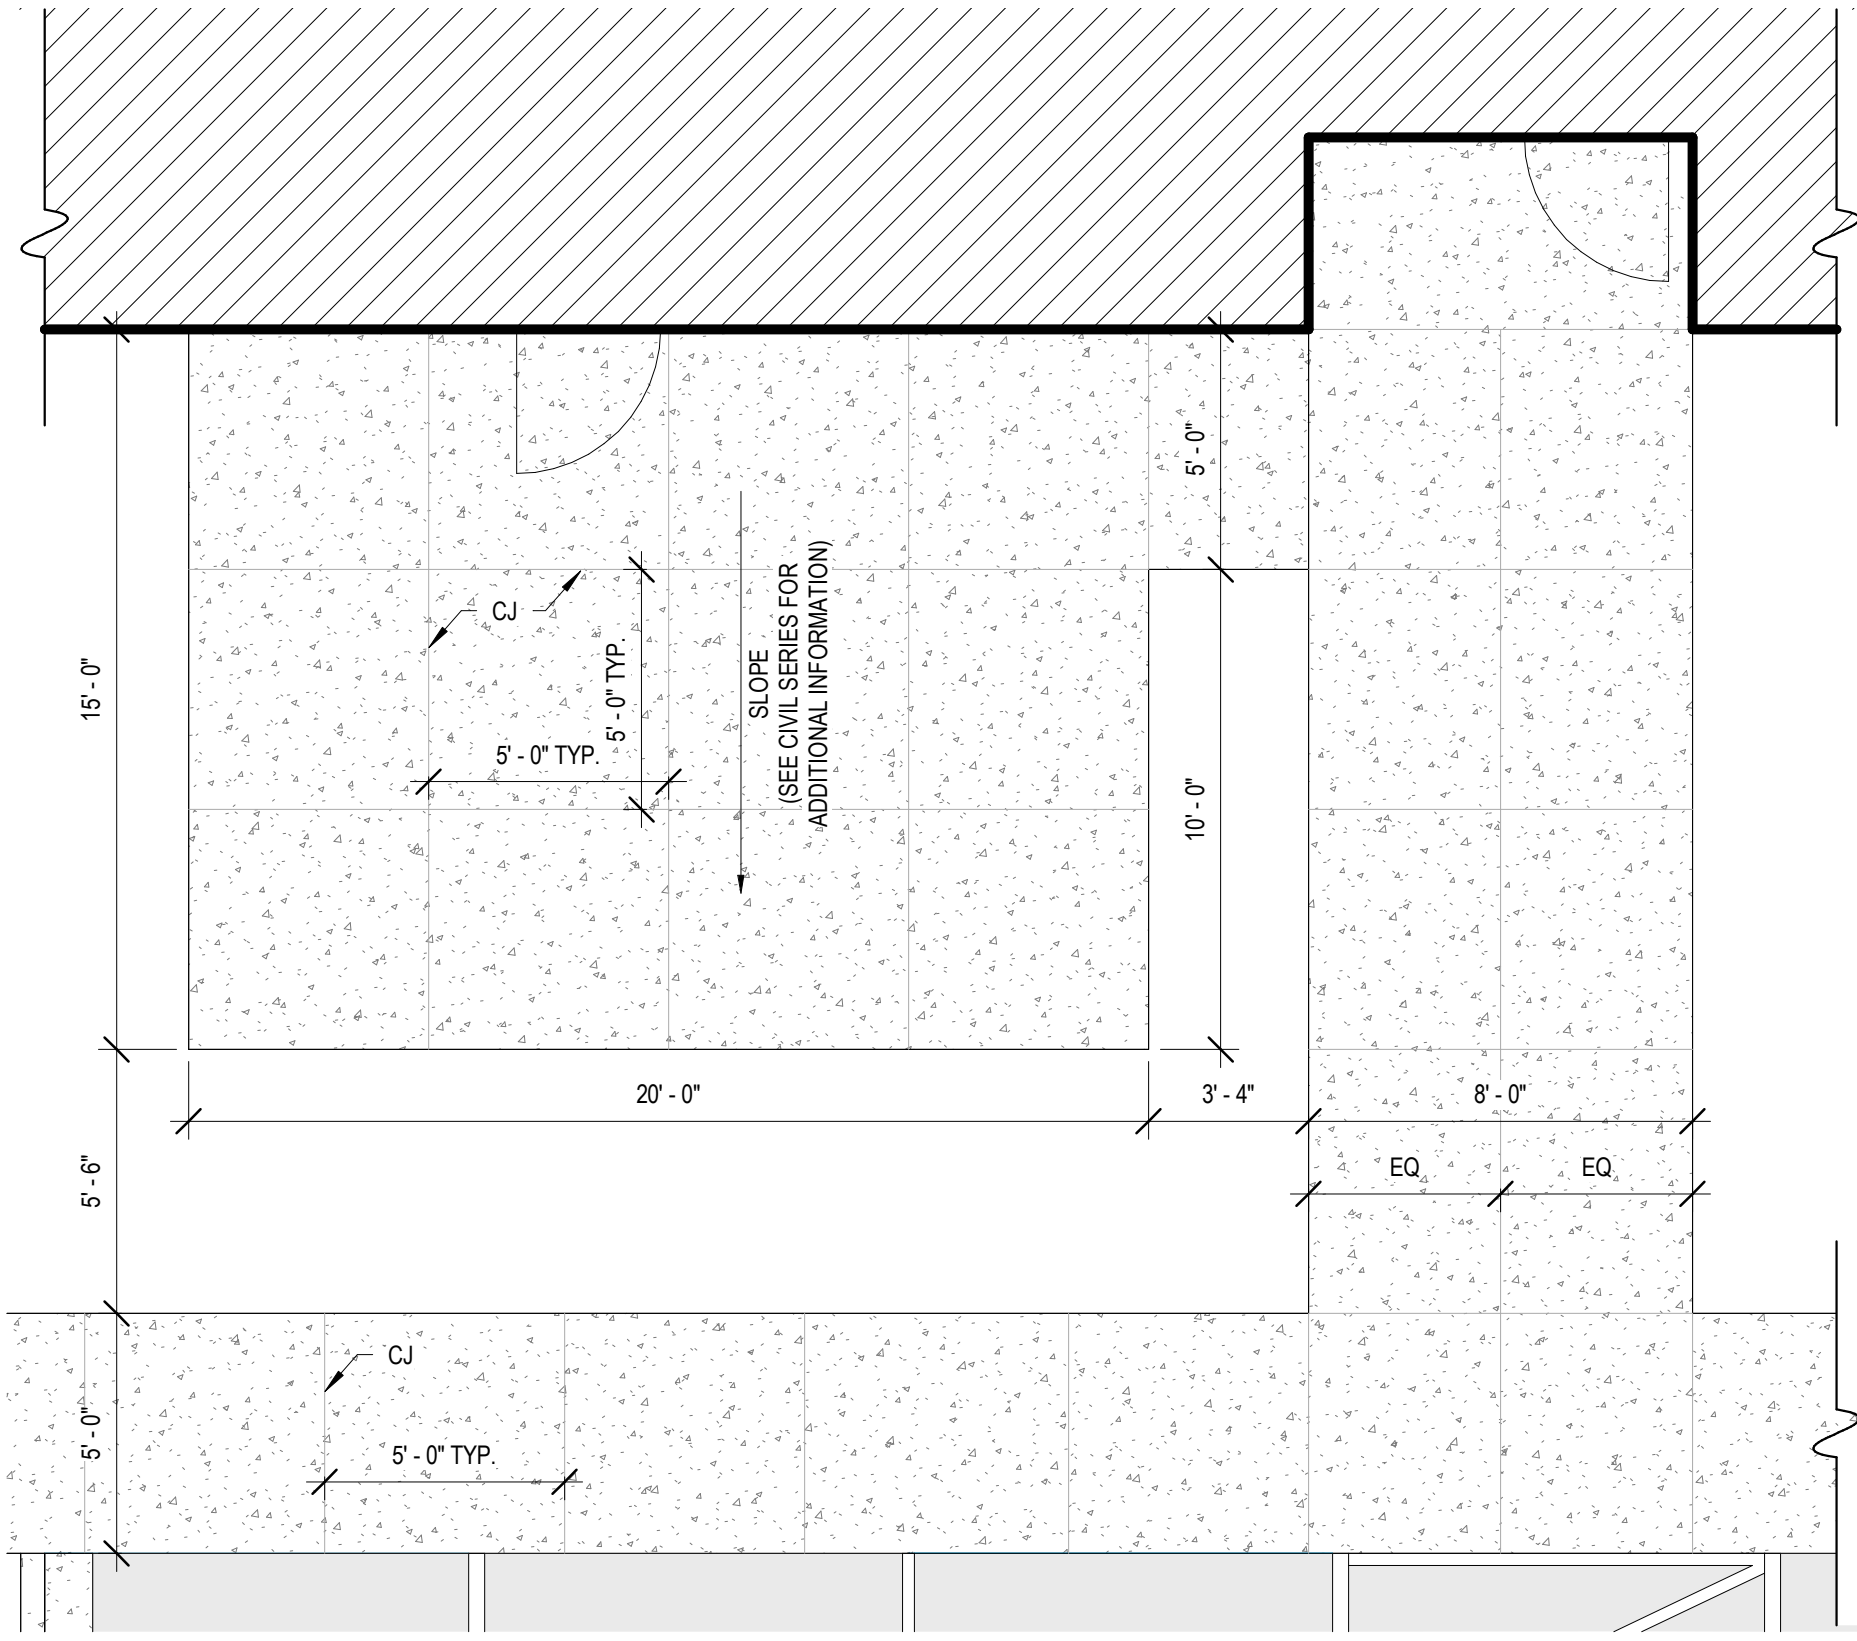 5' - 0"
CJ
15' - 0"
5' - 0" TYP.
5' - 0" TYP.
SLOPE
(SEE CIVIL SERIES FOR
ADDITIONAL INFORMATION)
10' - 0"
20' - 0"
3' - 4"
8' - 0"
5' - 6"
EQ
EQ
CJ
5' - 0"
5' - 0" TYP.